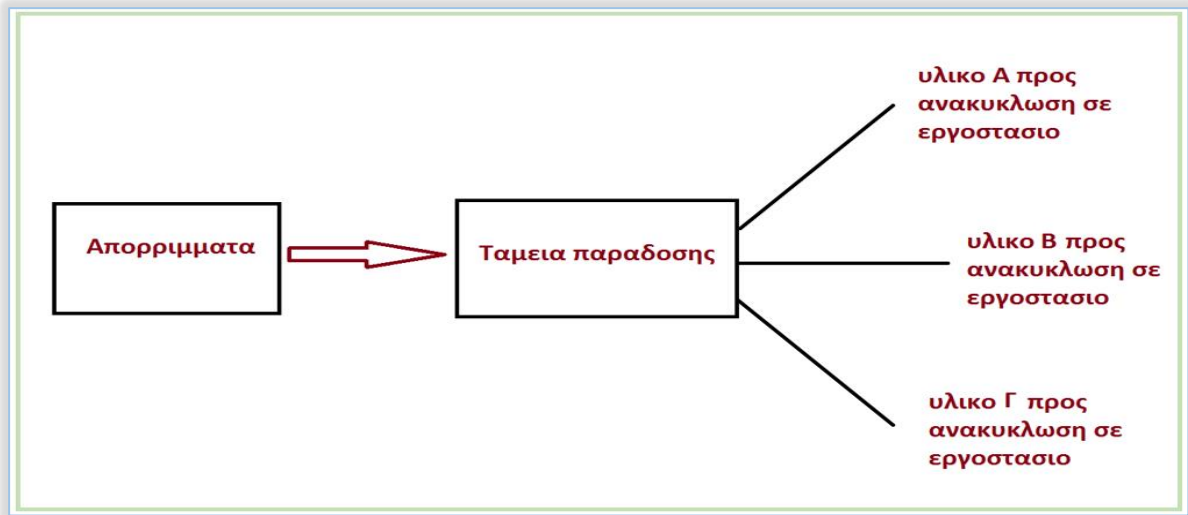 υλικο Α προς
ανακυκλωση σε
εργοστασιο
Απορριμματα
Ταμεια παραδοσης
υλικο Β προς
ανακυκλωση σε
εργοστασιο
υλικο Γ προς
ανακυκλωση σε
εργοστασιο